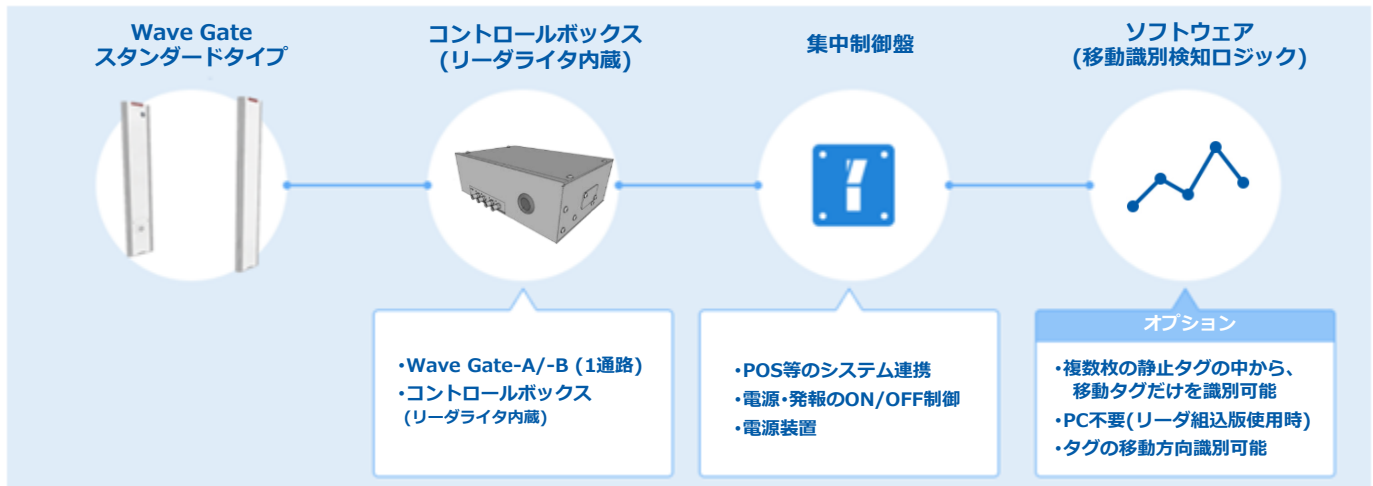 Wave Gate
スタンダードタイプ
コントロールボックス
(リーダライタ内蔵)
集中制御盤
ソフトウェア
(移動識別検知ロジック)
・Wave Gate-A/-B (1通路)
・コントロールボックス
(リーダライタ内蔵)
・POS等のシステム連携
・電源・発報のON/OFF制御
・電源装置
オプション
・複数枚の静止タグの中から、
移動タグだけを識別可能
・PC不要(リーダ組込版使用時)
・タグの移動方向識別可能